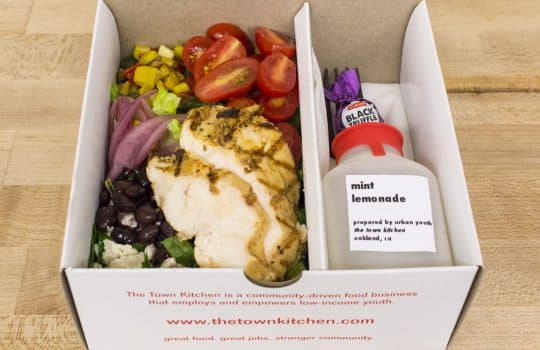 BLACK
TRUFFLE
mint
lemonade
prepared by urban youth,
the town kitchen
oakland, ca
The Town Kitchen is a community-driven food business
that employs and empowers low-income youth.
www.thetownkitchen.com
great food. great jobs. stronger community.